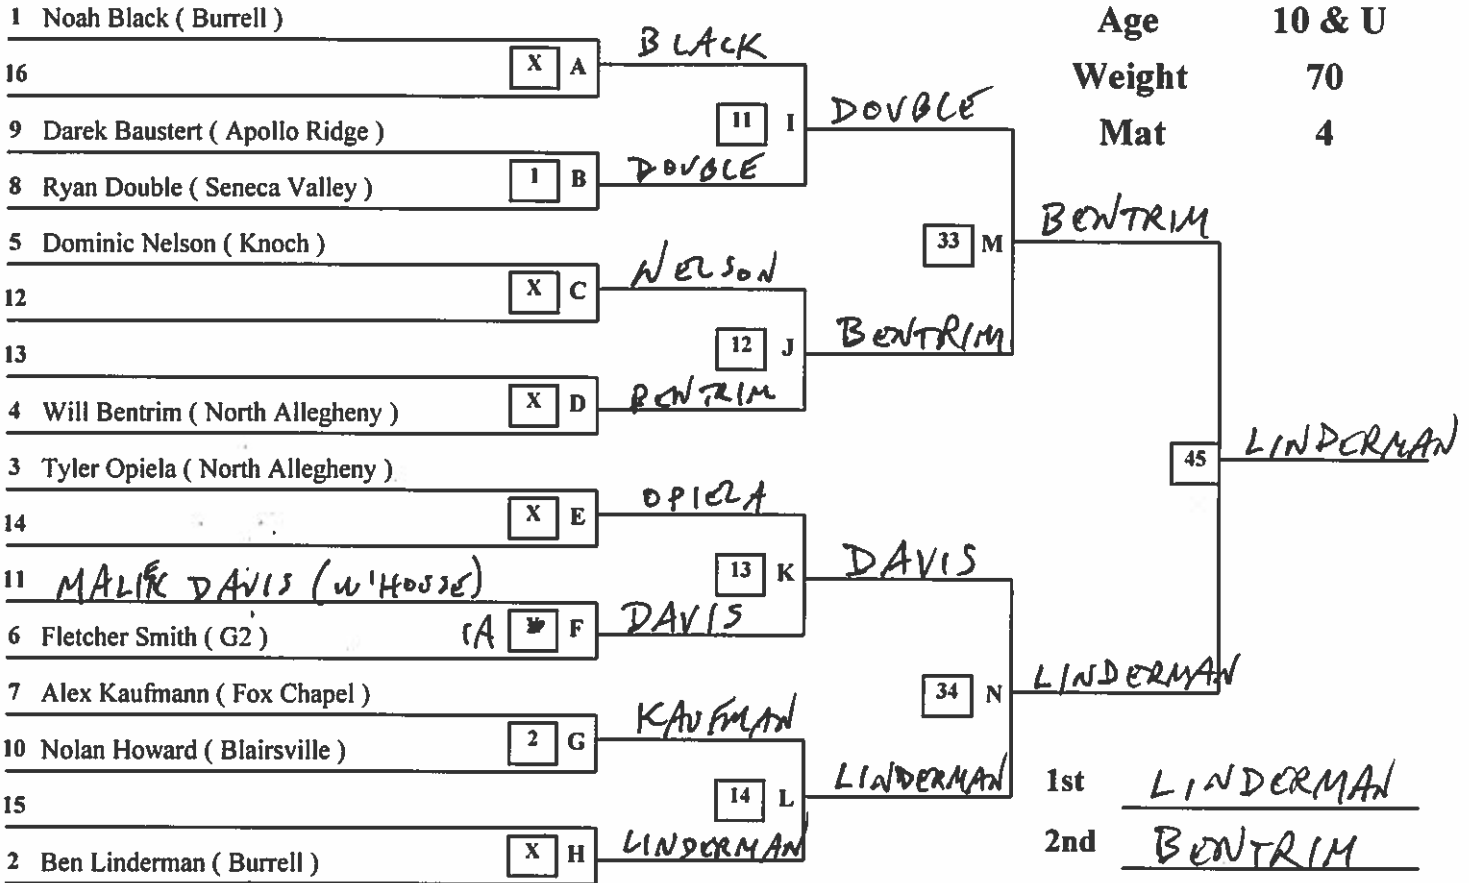 1 Noah Black ( Burrell )
Age 10 & U
BLACK
X A
16
Weight 70
9 Darek Baustert ( Apollo Ridge )
11 I
DOUBLE
Mat 4
1 B
DOUBLE
8 Ryan Double ( Seneca Valley )
5 Dominic Nelson ( Knoch )
33 M
BENTRIM
NELSON
X C
12
12 J
BENTRIM
13
X D
BENTRIM
4 Will Bentrim ( North Allegheny )
3 Tyler Opiela ( North Allegheny )
45
LINDERMAN
OPIELA
X E
14
11 MALIK DAVIS (W'HOUSE)
13 K
DAVIS
6 Fletcher Smith ( G2 )
1A
F
DAVIS
7 Alex Kaufmann ( Fox Chapel )
34 N
LINDERMAN
KAUFMAN
2 G
10 Nolan Howard ( Blairsville )
14 L
LINDERMAN
1st LINDERMAN
15
X H
LINDERMAN
2nd BENTRIM
2 Ben Linderman ( Burrell )